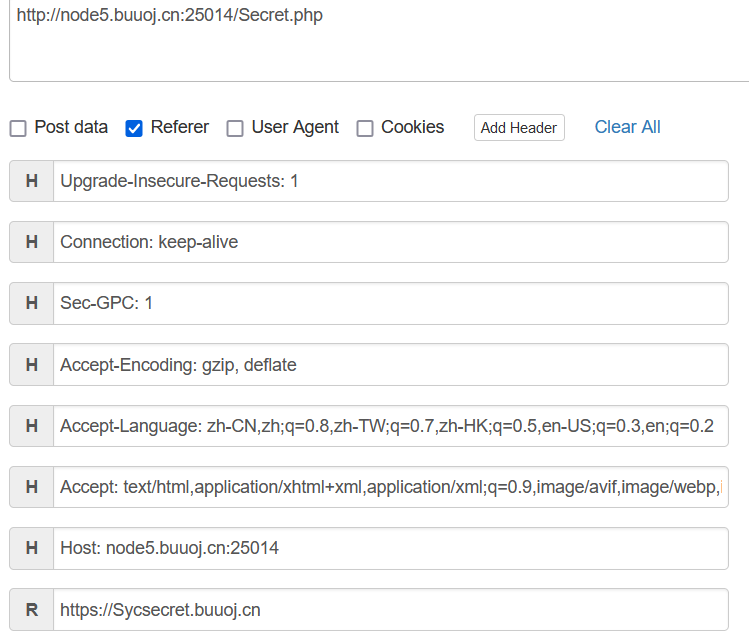 http://node5.buuoj.cn:25014/Secret.php
Post data Referer User Agent Cookies Add Header Clear All
H Upgrade-Insecure-Requests: 1
H Connection: keep-alive
H Sec-GPC: 1
H Accept-Encoding: gzip, deflate
H Accept-Language: zh-CN,zh;q=0.8,zh-TW;q=0.7,zh-HK;q=0.5,en-US;q=0.3,en;q=0.2
H Accept: text/html,application/xhtml+xml,application/xml;q=0.9,image/avif,image/webp,
H Host: node5.buuoj.cn:25014
R https://Sycsecret.buuoj.cn